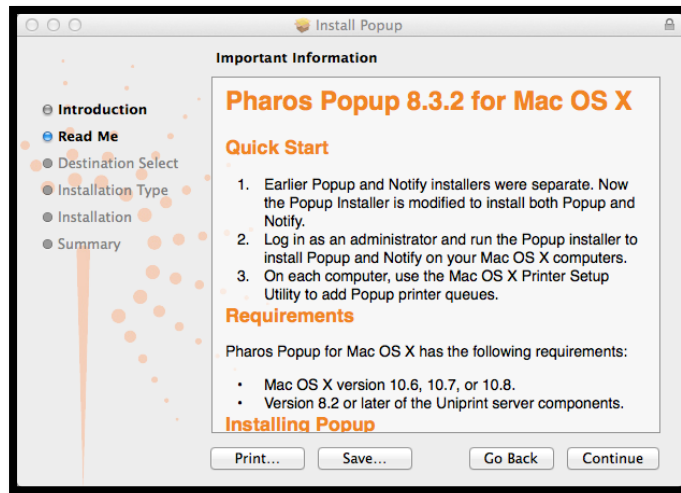 Install Popup
Important Information
Introduction
Read Me
Destination Select
Installation Type
Installation
Summary
Pharos Popup 8.3.2 for Mac OS X
Quick Start
1. Earlier Popup and Notify installers were separate. Now
the Popup Installer is modified to install both Popup and
Notify.
2. Log in as an administrator and run the Popup installer to
install Popup and Notify on your Mac OS X computers.
3. On each computer, use the Mac OS X Printer Setup
Utility to add Popup printer queues.
Requirements
Pharos Popup for Mac OS X has the following requirements:
• Mac OS X version 10.6, 10.7, or 10.8.
• Version 8.2 or later of the Uniprint server components.
Installing Popup
Print... Save... Go Back Continue